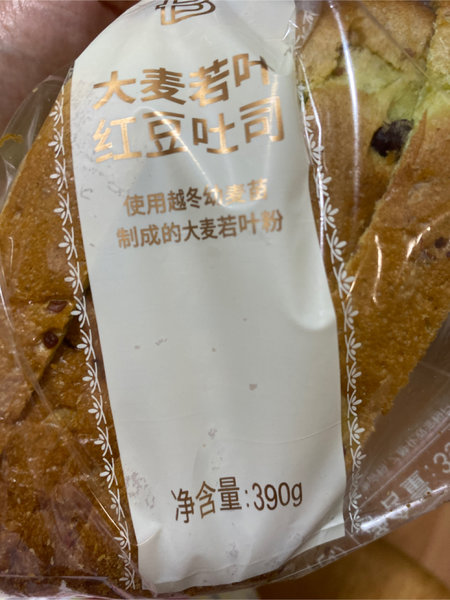 大麦若叶
红豆吐司
使用越冬幼麦苗
制成的大麦若叶粉
净含量:390g